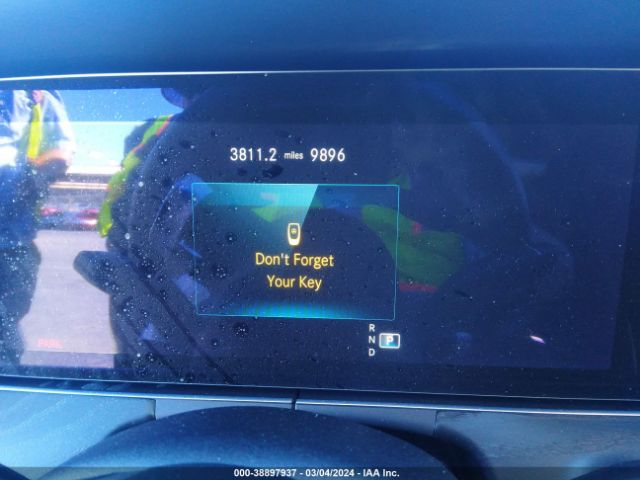 3811.2 miles 9896
Don't Forget
Your Key
R
N P
D
000-38897937 - 03/04/2024 - IAA Inc.